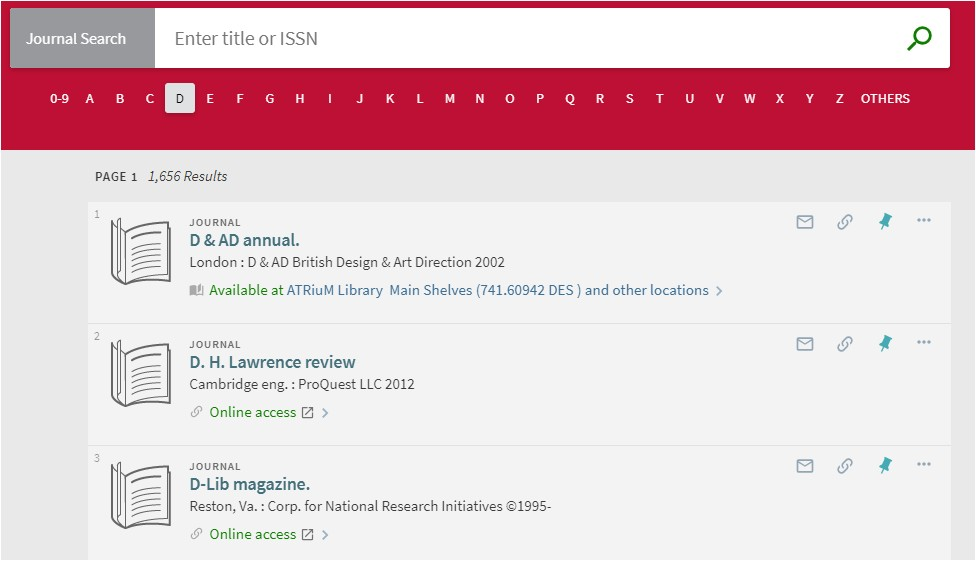 Journal Search Enter title or ISSN
0-9 A B C D E F G H I J K L M N O P Q R S T U V W X Y Z OTHERS
PAGE 1 1,656 Results
1
JOURNAL
D & AD annual.
London : D & AD British Design & Art Direction 2002
Available at ATRiuM Library Main Shelves (741.60942 DES ) and other locations
2
JOURNAL
D. H. Lawrence review
Cambridge eng. : ProQuest LLC 2012
Online access
3
JOURNAL
D-Lib magazine.
Reston, Va. : Corp. for National Research Initiatives ©1995-
Online access